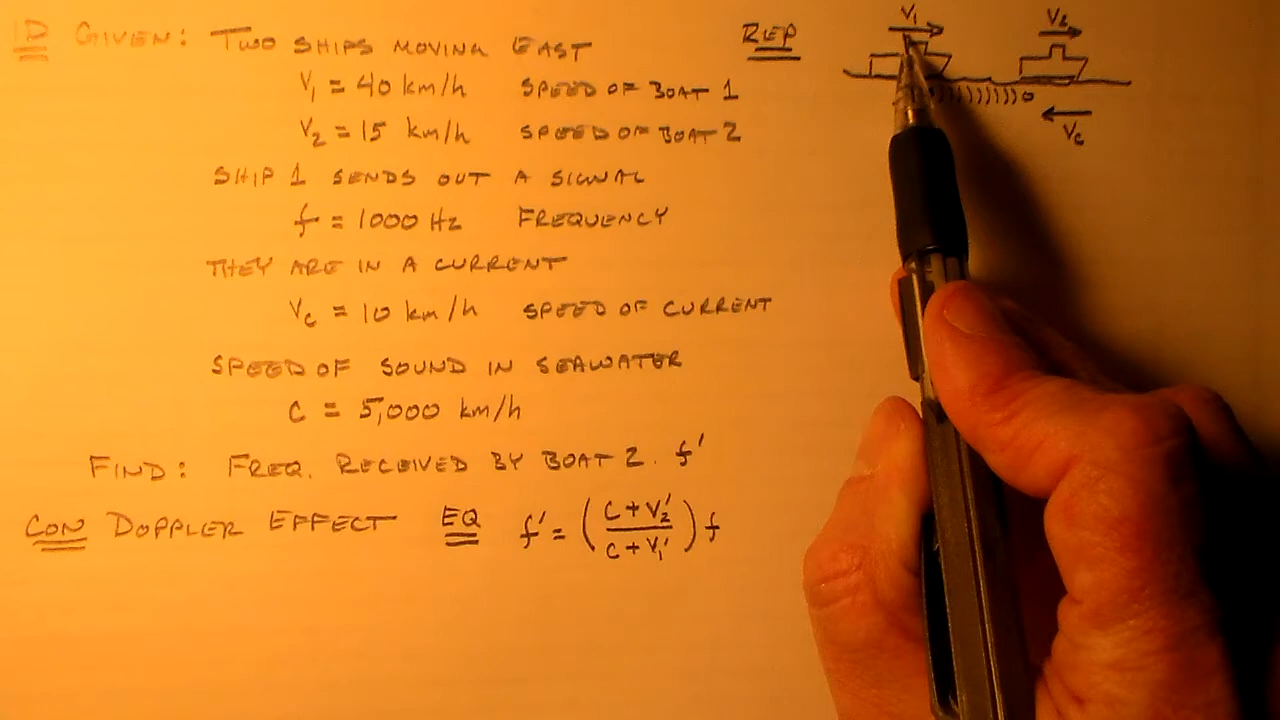 ID GIVEN: TWO SHIPS MOVING EAST
V₁ = 40 km/h SPEED OF BOAT 1
V₂ = 15 km/h SPEED OF BOAT 2
SHIP 1 SENDS OUT A SIGNAL
f = 1000 Hz FREQUENCY
THEY ARE IN A CURRENT
Vc = 10 km/h SPEED OF CURRENT
SPEED OF SOUND IN SEAWATER
C = 5,000 km/h
FIND: FREQ. RECEIVED BY BOAT 2. f'
CON DOPPLER EFFECT EQ f' = (C + V₂' / C + V₁') f
REP
V₁ V₂
Vc